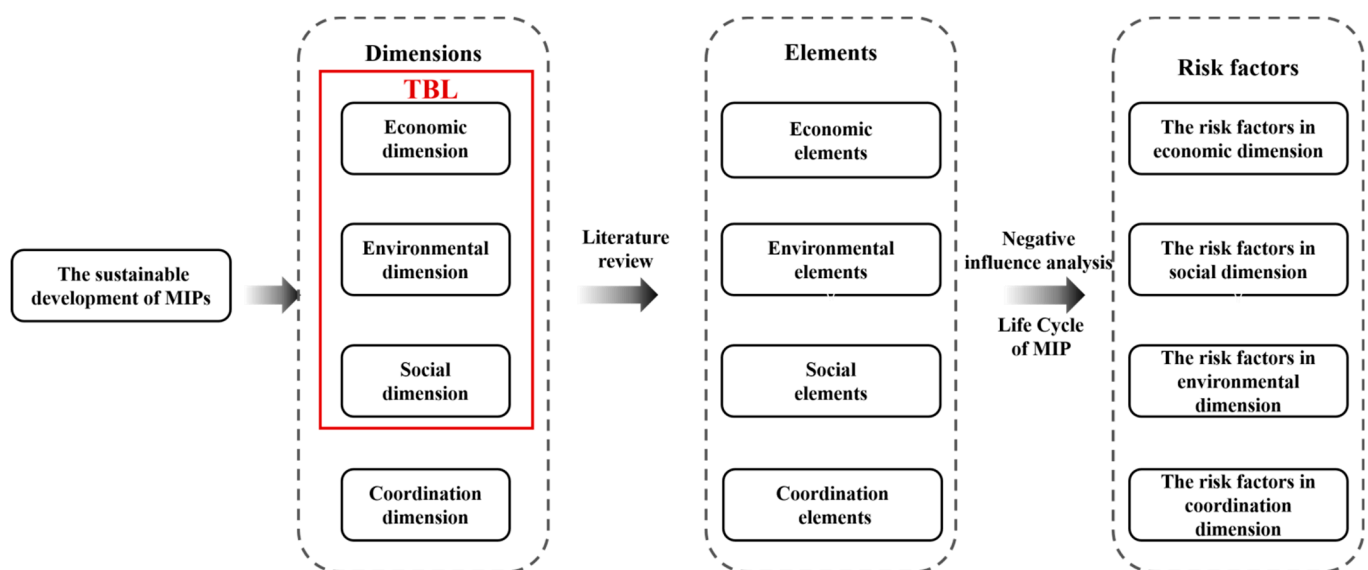 The sustainable
development of MIPs
Dimensions
TBL
Economic
dimension
Environmental
dimension
Social
dimension
Coordination
dimension
Literature
review
Elements
Economic
elements
Environmental
elements
Social
elements
Coordination
elements
Negative
influence analysis
Life Cycle
of MIP
Risk factors
The risk factors in
economic dimension
The risk factors in
social dimension
The risk factors in
environmental
dimension
The risk factors in
coordination
dimension